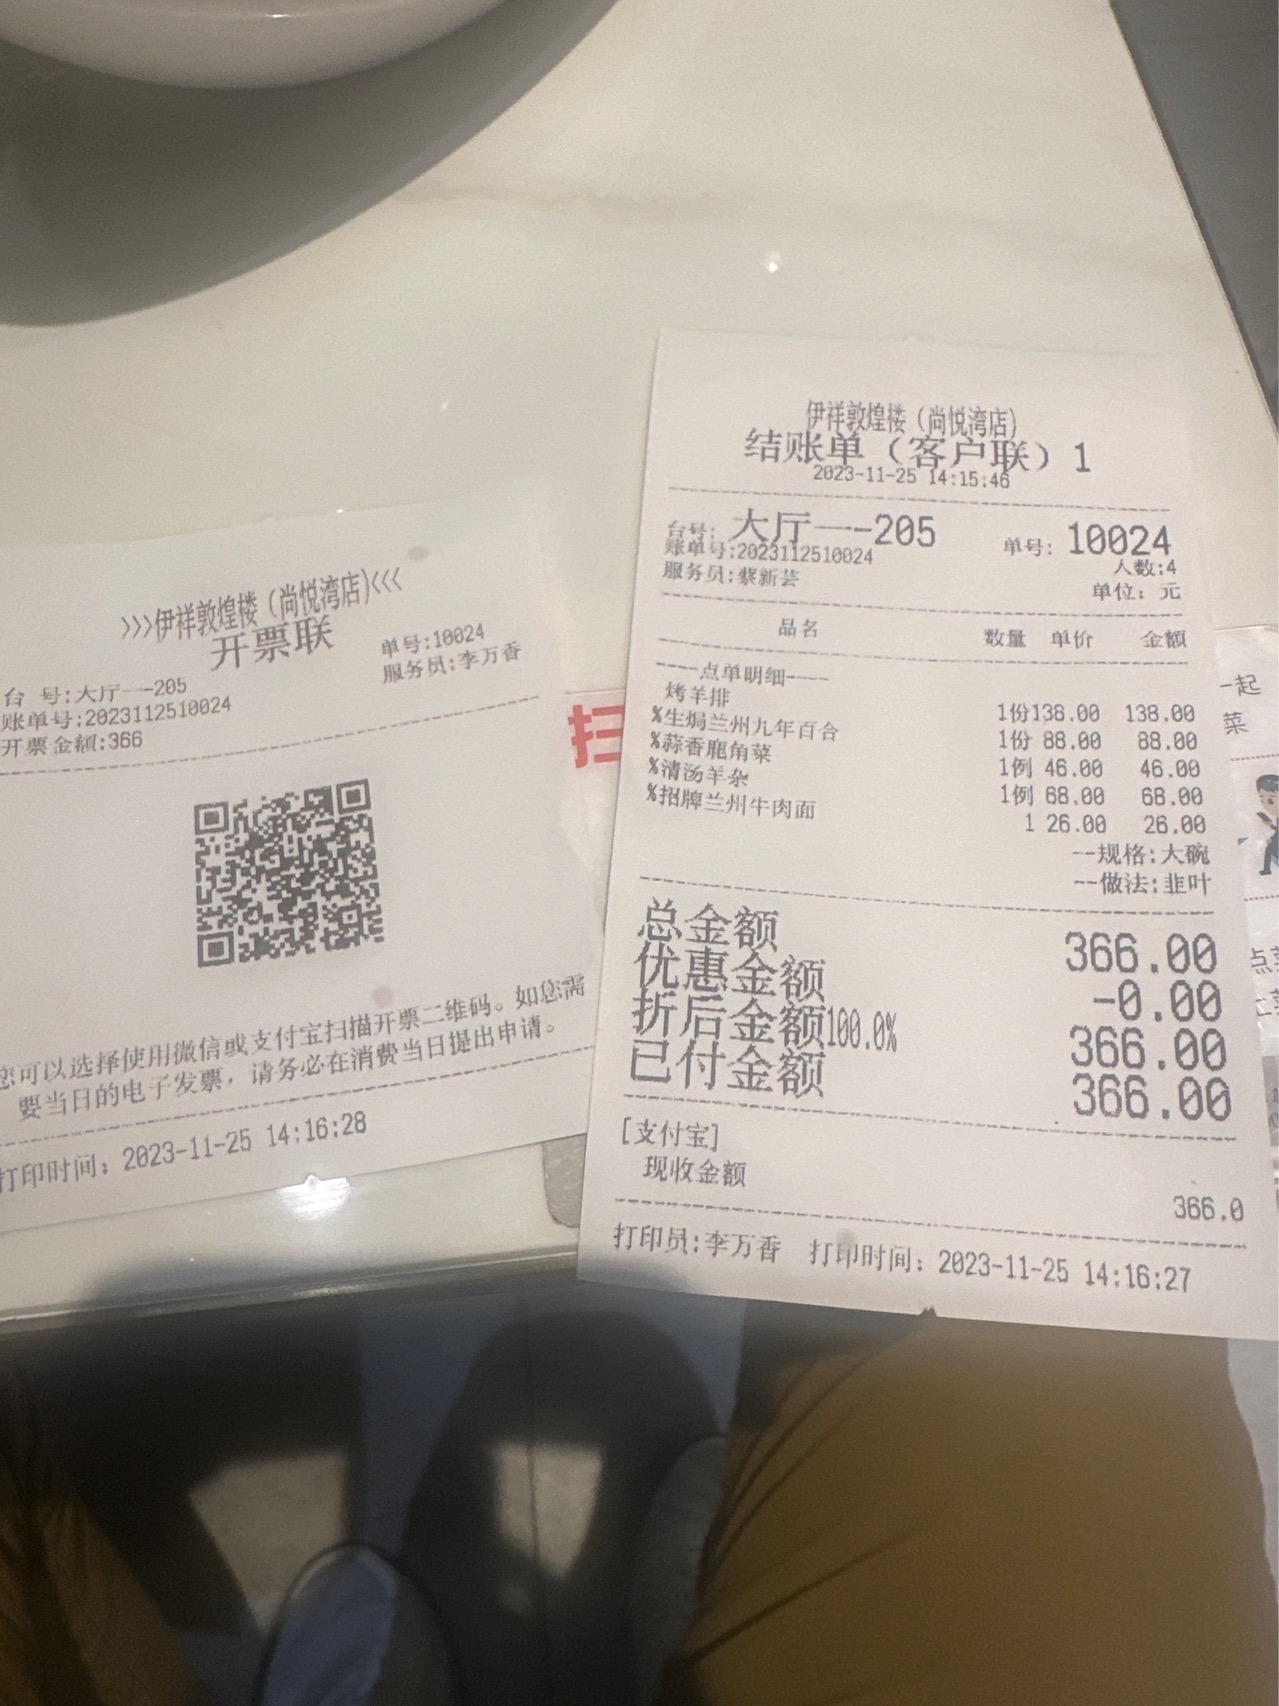 >>>伊祥敦煌楼（尚悦湾店)<<<
开票联
单号:10024
台 号:大厅一-205
服务员:李万香
账单号:2023112510024
开票金额:366
您可以选择使用微信或支付宝扫描开票二维码。如您需
要当日的电子发票，请务必在消费当日提出申请。
打印时间：2023-11-25 14:16:28
扫
伊祥敦煌楼（尚悦湾店）
结账单（客户联）1
2023-11-25 14:15:46
台号: 大厅一-205 单号: 10024
账单号:2023112510024 人数:4
服务员:蔡新芸 单位：元
品名 数量 单价 金额
----点单明细----
烤羊排 1份138.00 138.00
%生焗兰州九年百合 1份 88.00 88.00
%蒜香鹿角菜 1例 46.00 46.00
%清汤羊杂 1例 68.00 68.00
%招牌兰州牛肉面 1 26.00 26.00
--规格:大碗
--做法:韭叶
总金额 366.00
优惠金额 -0.00
折后金额100.0% 366.00
已付金额 366.00
[支付宝]
现收金额 366.0
打印员:李万香 打印时间：2023-11-25 14:16:27
一起
菜